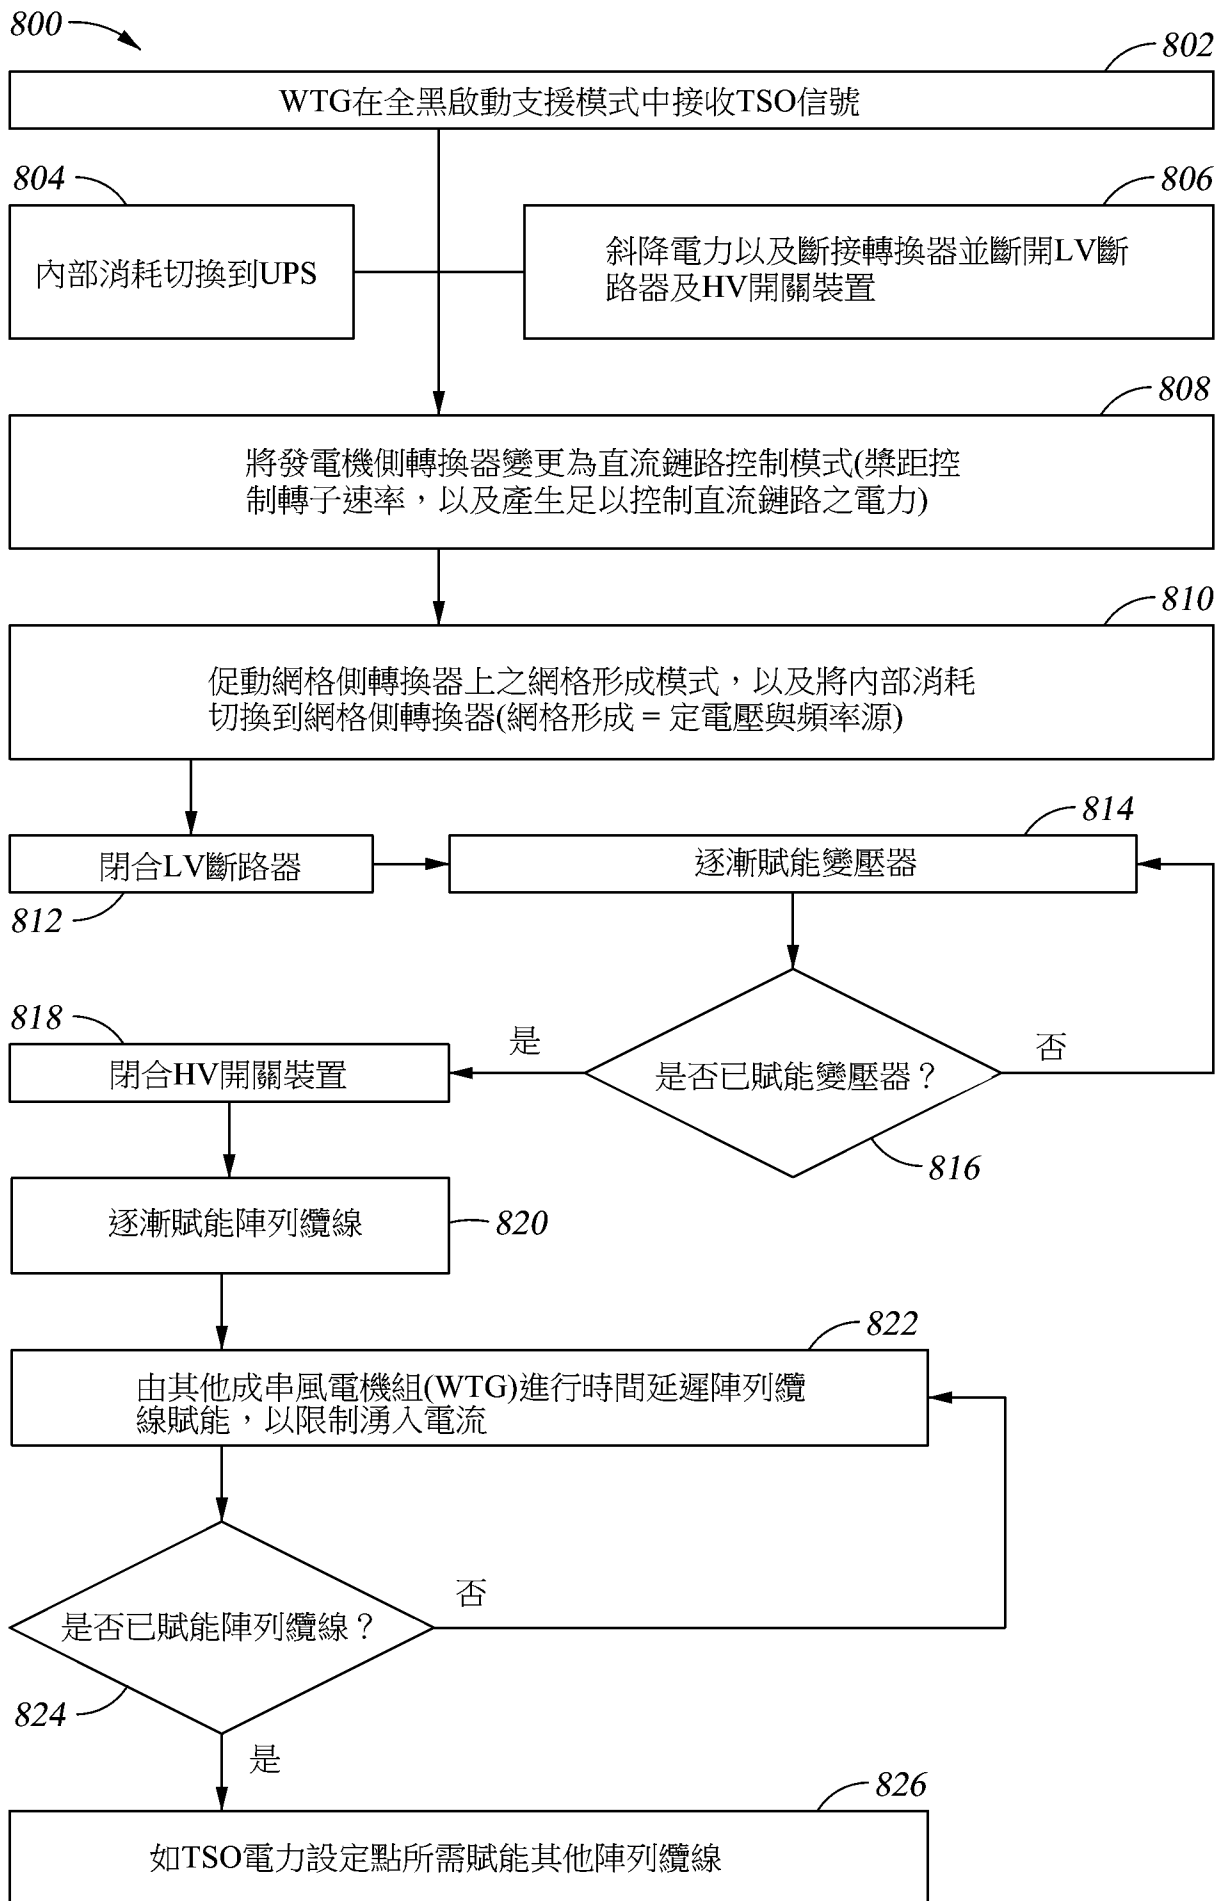 800
802
WTG在全黑啟動支援模式中接收TSO信號
804
806
內部消耗切換到UPS
斜降電力以及斷接轉換器並斷開LV斷
路器及HV開關裝置
808
將發電機側轉換器變更為直流鏈路控制模式(槳距控
制轉子速率，以及產生足以控制直流鏈路之電力)
810
促動網格側轉換器上之網格形成模式，以及將內部消耗
切換到網格側轉換器(網格形成 = 定電壓與頻率源)
814
閉合LV斷路器
逐漸賦能變壓器
812
818
是
否
閉合HV開關裝置
是否已賦能變壓器？
816
逐漸賦能陣列纜線
820
822
由其他成串風電機組(WTG)進行時間延遲陣列纜
線賦能，以限制湧入電流
否
是否已賦能陣列纜線？
824
是
826
如TSO電力設定點所需賦能其他陣列纜線